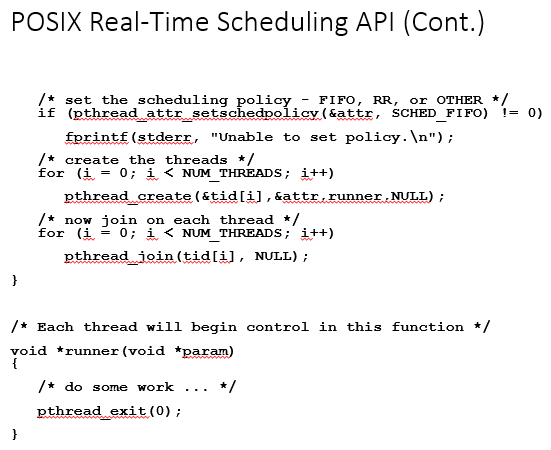 POSIX Real-Time Scheduling API (Cont.)
/* set the scheduling policy - FIFO, RR, or OTHER */
if (pthread_attr_setschedpolicy(&attr, SCHED_FIFO) != 0)
fprintf(stderr, "Unable to set policy.\n");
/* create the threads */
for (i = 0; i < NUM_THREADS; i++)
pthread_create(&tid[i],&attr,runner,NULL);
/* now join on each thread */
for (i = 0; i < NUM_THREADS; i++)
pthread_join(tid[i], NULL);
}
/* Each thread will begin control in this function */
void *runner(void *param)
{
/* do some work ... */
pthread_exit(0);
}